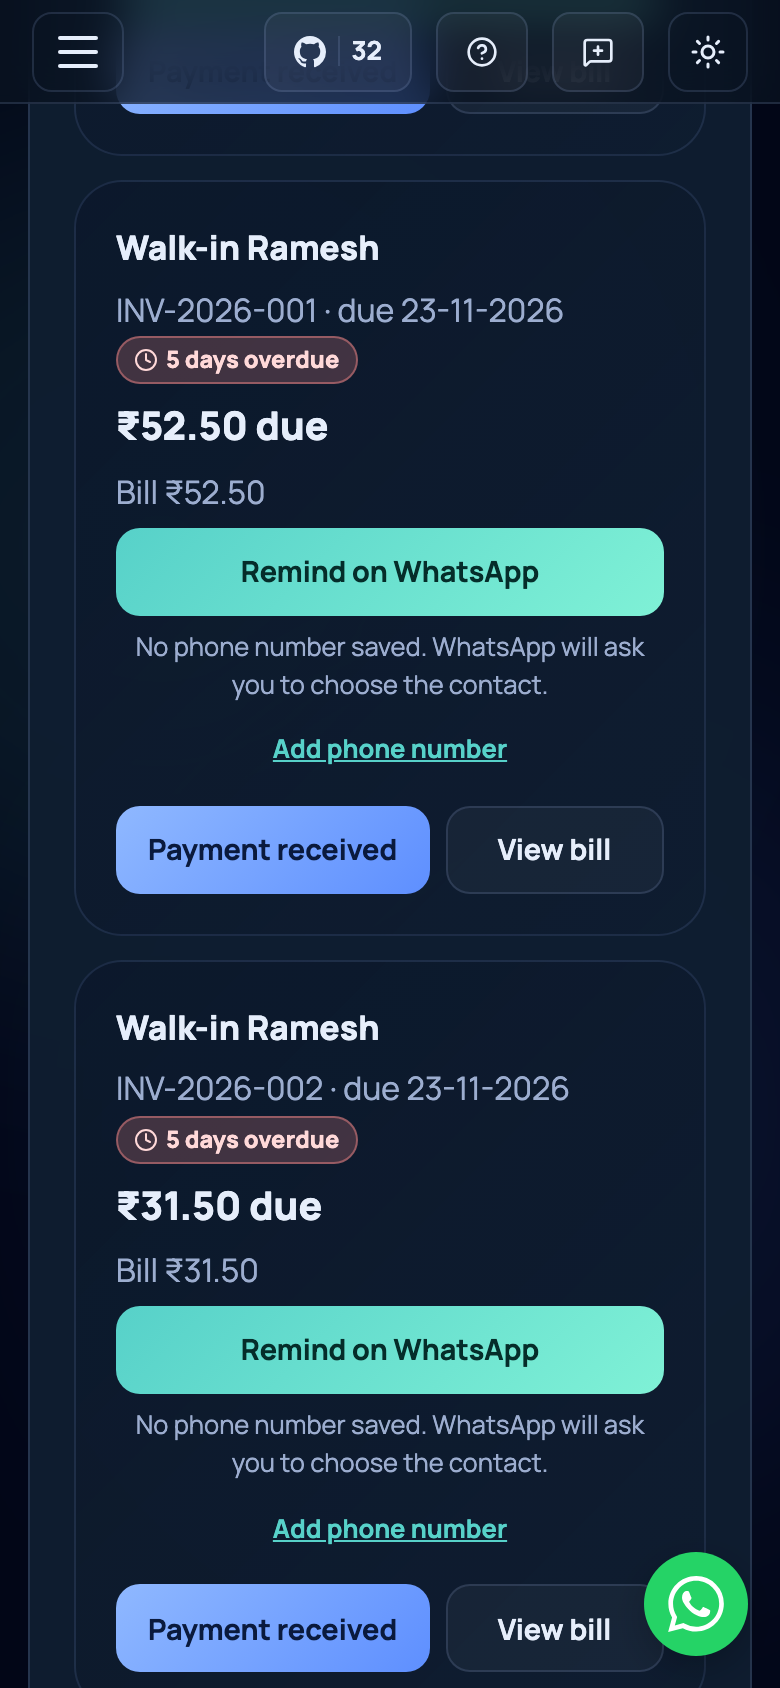 32
Payment received
View bill
Walk-in Ramesh
INV-2026-001 · due 23-11-2026
5 days overdue
₹52.50 due
Bill ₹52.50
Remind on WhatsApp
No phone number saved. WhatsApp will ask
you to choose the contact.
Add phone number
Payment received
View bill
Walk-in Ramesh
INV-2026-002 · due 23-11-2026
5 days overdue
₹31.50 due
Bill ₹31.50
Remind on WhatsApp
No phone number saved. WhatsApp will ask
you to choose the contact.
Add phone number
Payment received
View bill